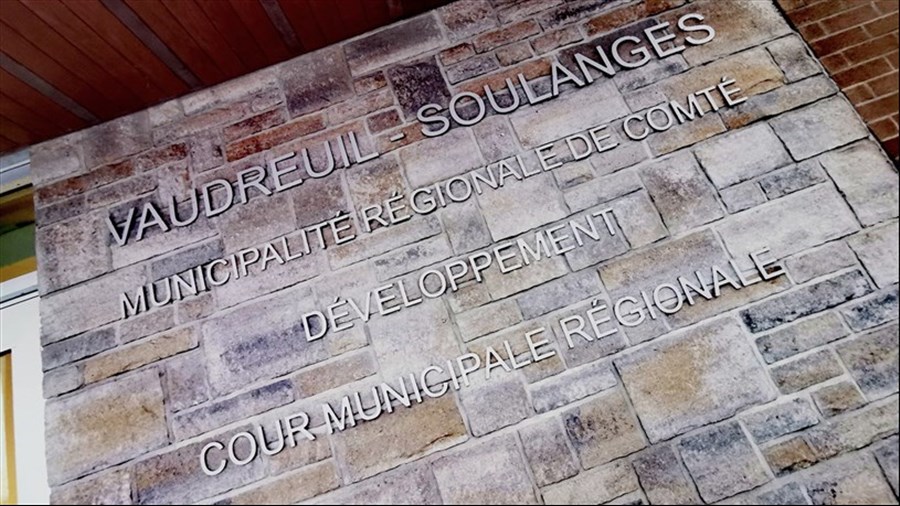 VAUDREUIL - SOULANGES
MUNICIPALITÉ RÉGIONALE DE COMTÉ
DÉVELOPPEMENT
COUR MUNICIPALE RÉGIONALE